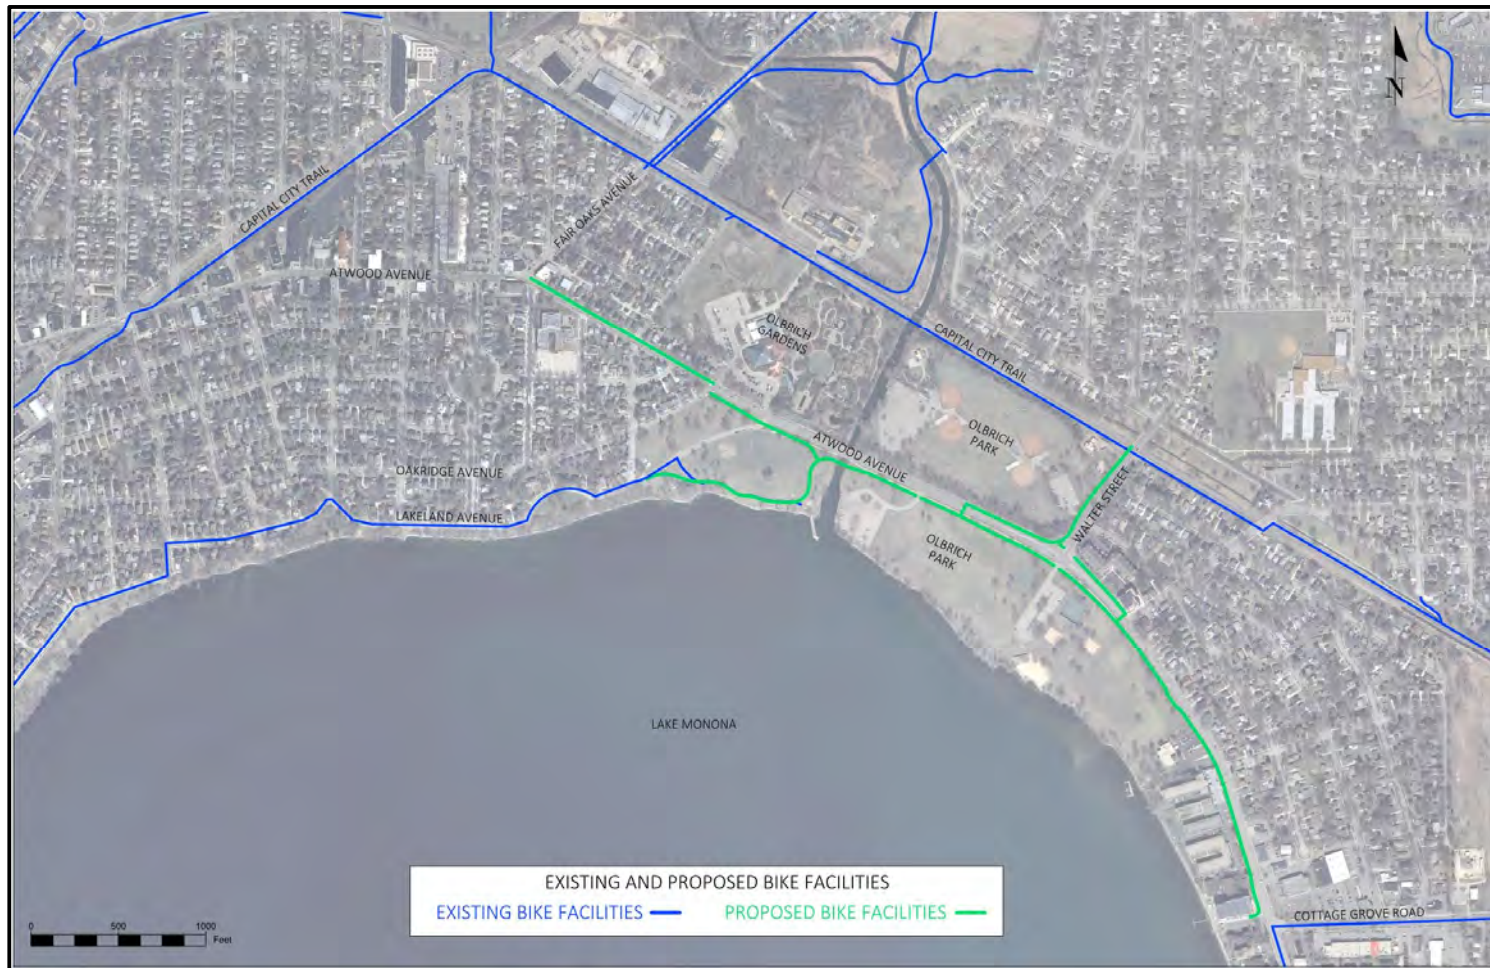 N
CAPITAL CITY TRAIL
FAIR OAKS AVENUE
ATWOOD AVENUE
OLBRICH
GARDENS
CAPITAL CITY TRAIL
OLBRICH
PARK
ATWOOD AVENUE
OAKRIDGE AVENUE
WALTER STREET
LAKELAND AVENUE
OLBRICH
PARK
LAKE MONONA
EXISTING AND PROPOSED BIKE FACILITIES
EXISTING BIKE FACILITIES
PROPOSED BIKE FACILITIES
COTTAGE GROVE ROAD
0 500 1000
Feet